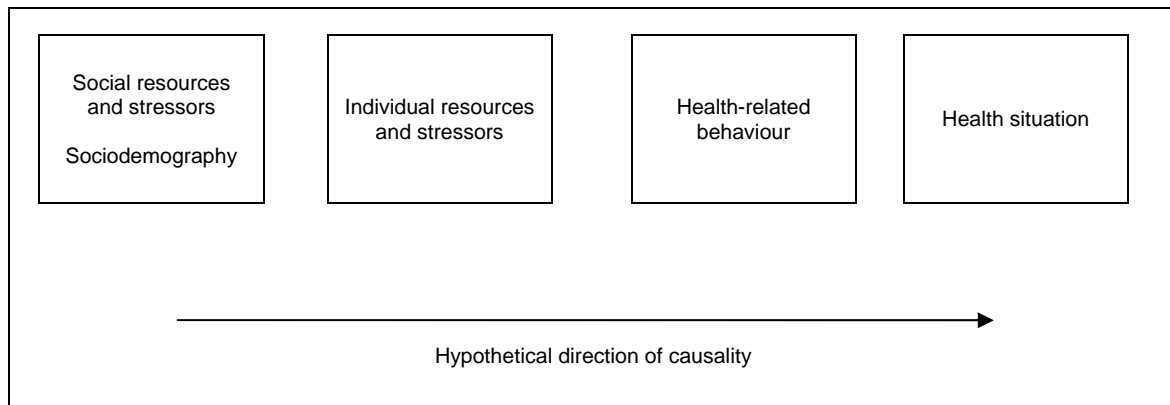 Social resources
and stressors
Sociodemography
Individual resources
and stressors
Health-related
behaviour
Health situation
Hypothetical direction of causality